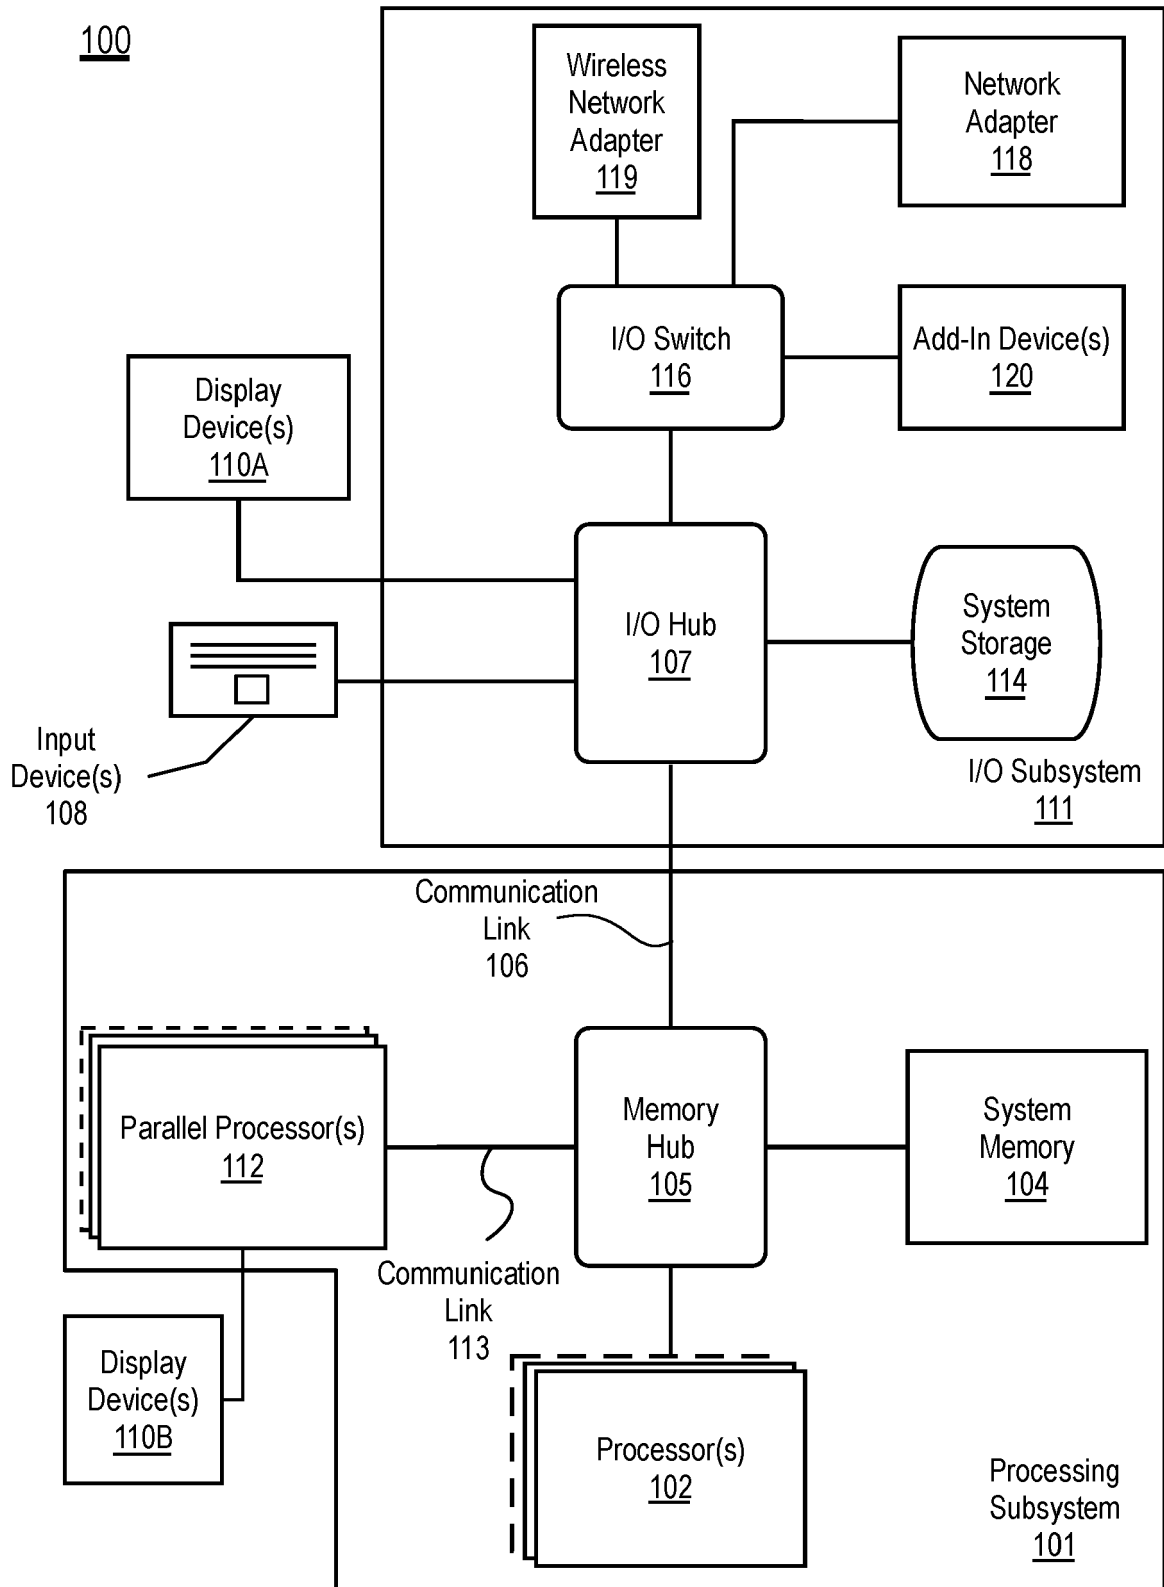 100
Wireless
Network
Adapter
119
Network
Adapter
118
I/O Switch
116
Add-In Device(s)
120
Display
Device(s)
110A
I/O Hub
107
System
Storage
114
Input
Device(s)
108
I/O Subsystem
111
Communication
Link
106
Parallel Processor(s)
112
Memory
Hub
105
System
Memory
104
Communication
Link
113
Display
Device(s)
110B
Processor(s)
102
Processing
Subsystem
101